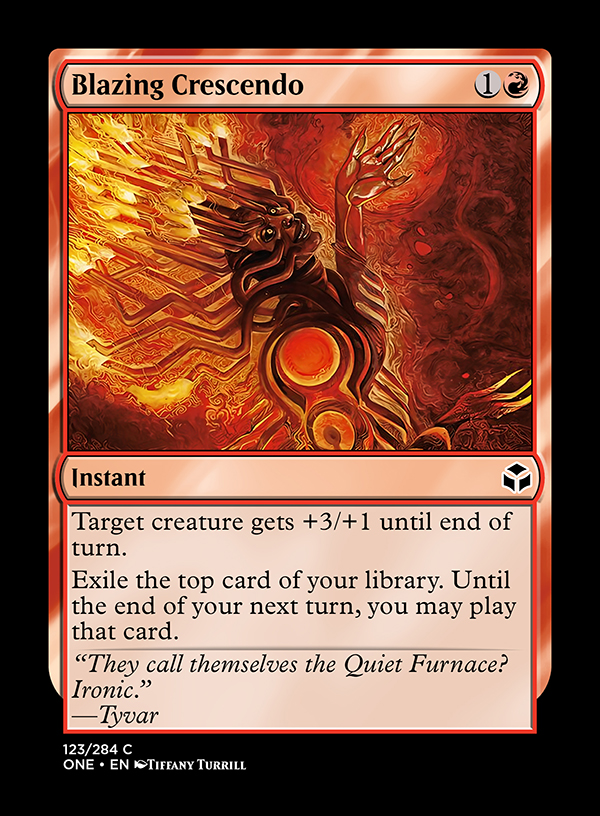 Blazing Crescendo 1
Instant
Target creature gets +3/+1 until end of
turn.
Exile the top card of your library. Until
the end of your next turn, you may play
that card.
“They call themselves the Quiet Furnace?
Ironic.”
—Tyvar
123/284 C
ONE • EN Tiffany Turrill